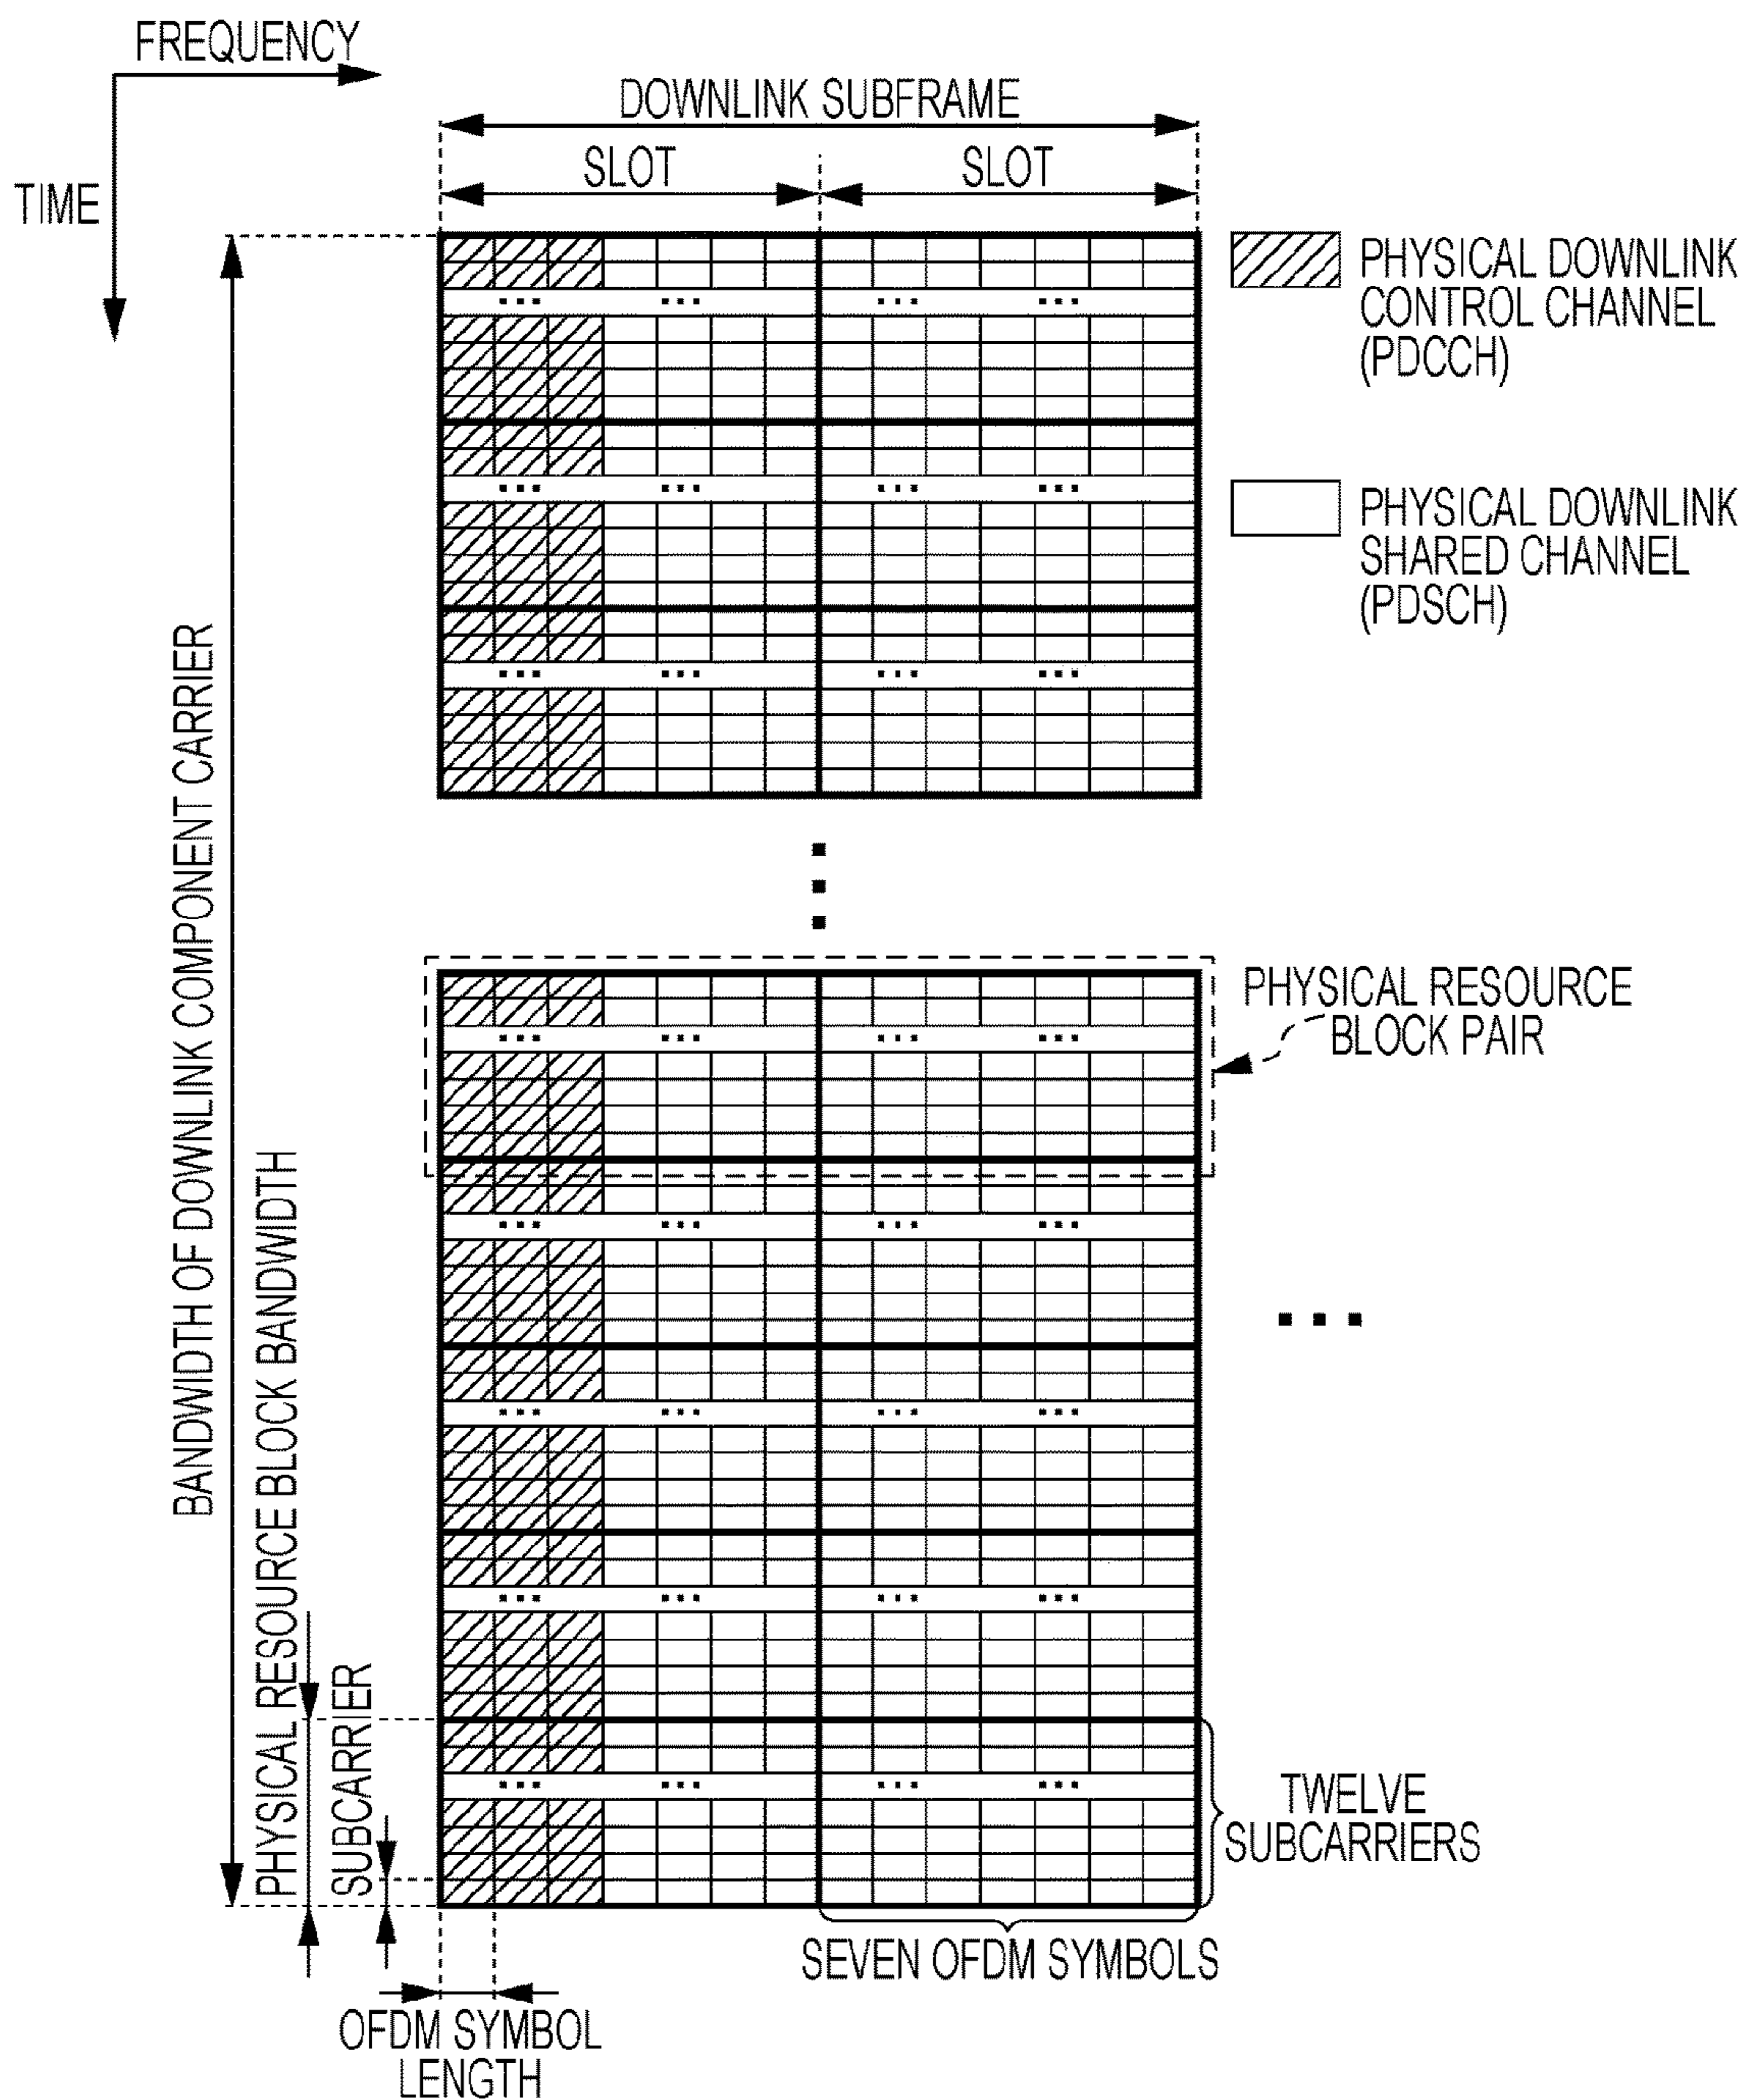 FREQUENCY
TIME
DOWNLINK SUBFRAME
SLOT
SLOT
PHYSICAL DOWNLINK
CONTROL CHANNEL
(PDCCH)
PHYSICAL DOWNLINK
SHARED CHANNEL
(PDSCH)
BANDWIDTH OF DOWNLINK COMPONENT CARRIER
PHYSICAL RESOURCE
BLOCK PAIR
PHYSICAL RESOURCE BLOCK BANDWIDTH
SUBCARRIER
TWELVE
SUBCARRIERS
SEVEN OFDM SYMBOLS
OFDM SYMBOL
LENGTH